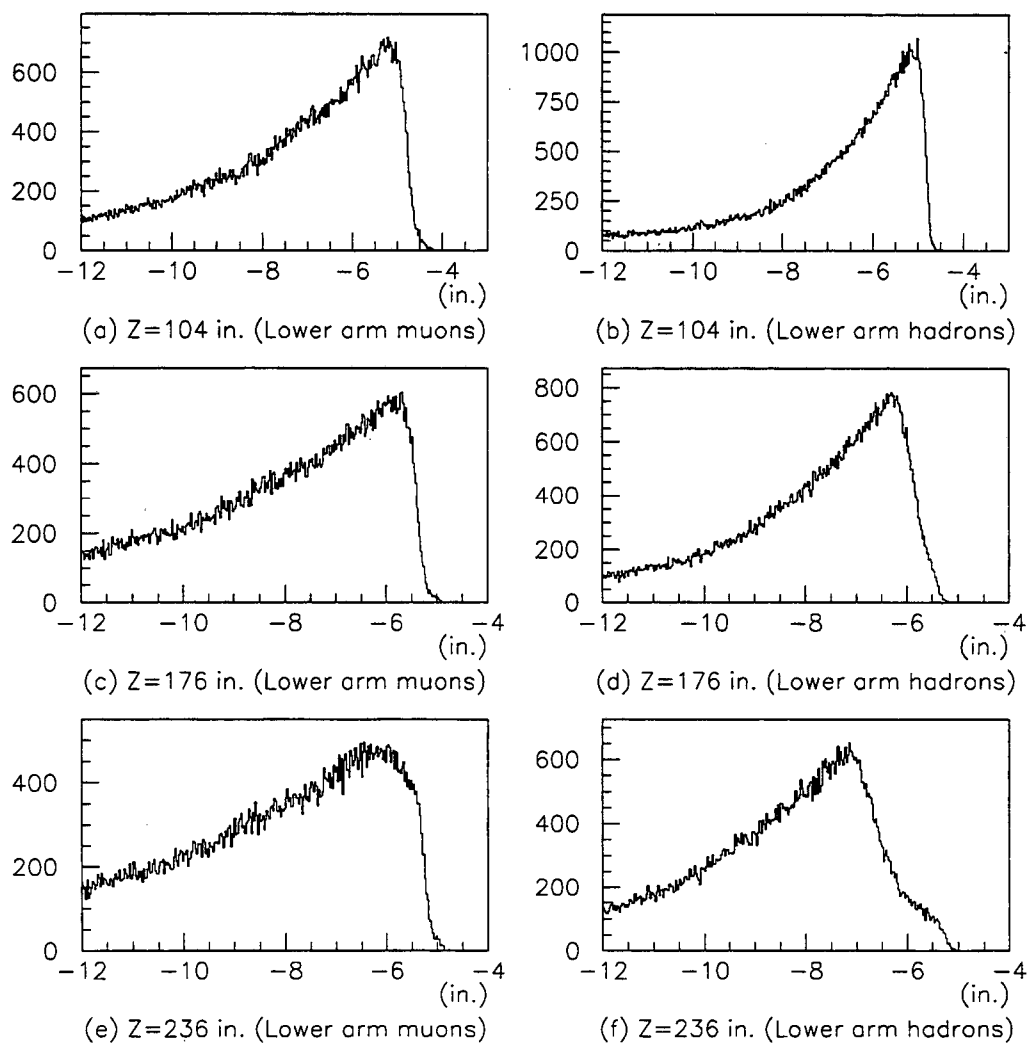 600
400
200
0
−12 −10 −8 −6 −4
(in.)
(a) Z=104 in. (Lower arm muons)
1000
750
500
250
0
−12 −10 −8 −6 −4
(in.)
(b) Z=104 in. (Lower arm hadrons)
600
400
200
0
−12 −10 −8 −6 −4
(in.)
(c) Z=176 in. (Lower arm muons)
800
600
400
200
0
−12 −10 −8 −6 −4
(in.)
(d) Z=176 in. (Lower arm hadrons)
400
200
0
−12 −10 −8 −6 −4
(in.)
(e) Z=236 in. (Lower arm muons)
600
400
200
0
−12 −10 −8 −6 −4
(in.)
(f) Z=236 in. (Lower arm hadrons)